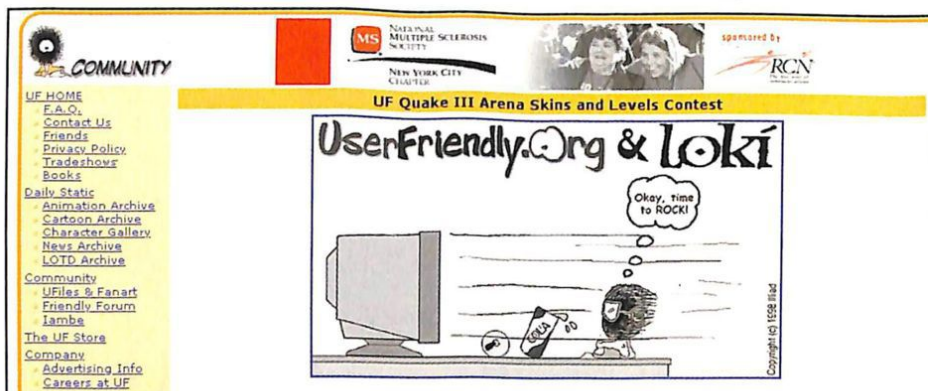 COMMUNITY
MS
NATIONAL
MULTIPLE SCLEROSIS
SOCIETY
NEW YORK CITY
CHAPTER
sponsored by
RCN
UF HOME
F.A.Q.
Contact Us
Friends
Privacy Policy
Tradeshows
Books
Daily Static
Animation Archive
Cartoon Archive
Character Gallery
News Archive
LOTD Archive
Community
UFiles & Fanart
Friendly Forum
Iambe
The UF Store
Company
Advertising Info
Careers at UF
UF Quake III Arena Skins and Levels Contest
UserFriendly.Org & loki
Okay, time
to ROCK!
COLA
Copyright (c) 1998 Iliad